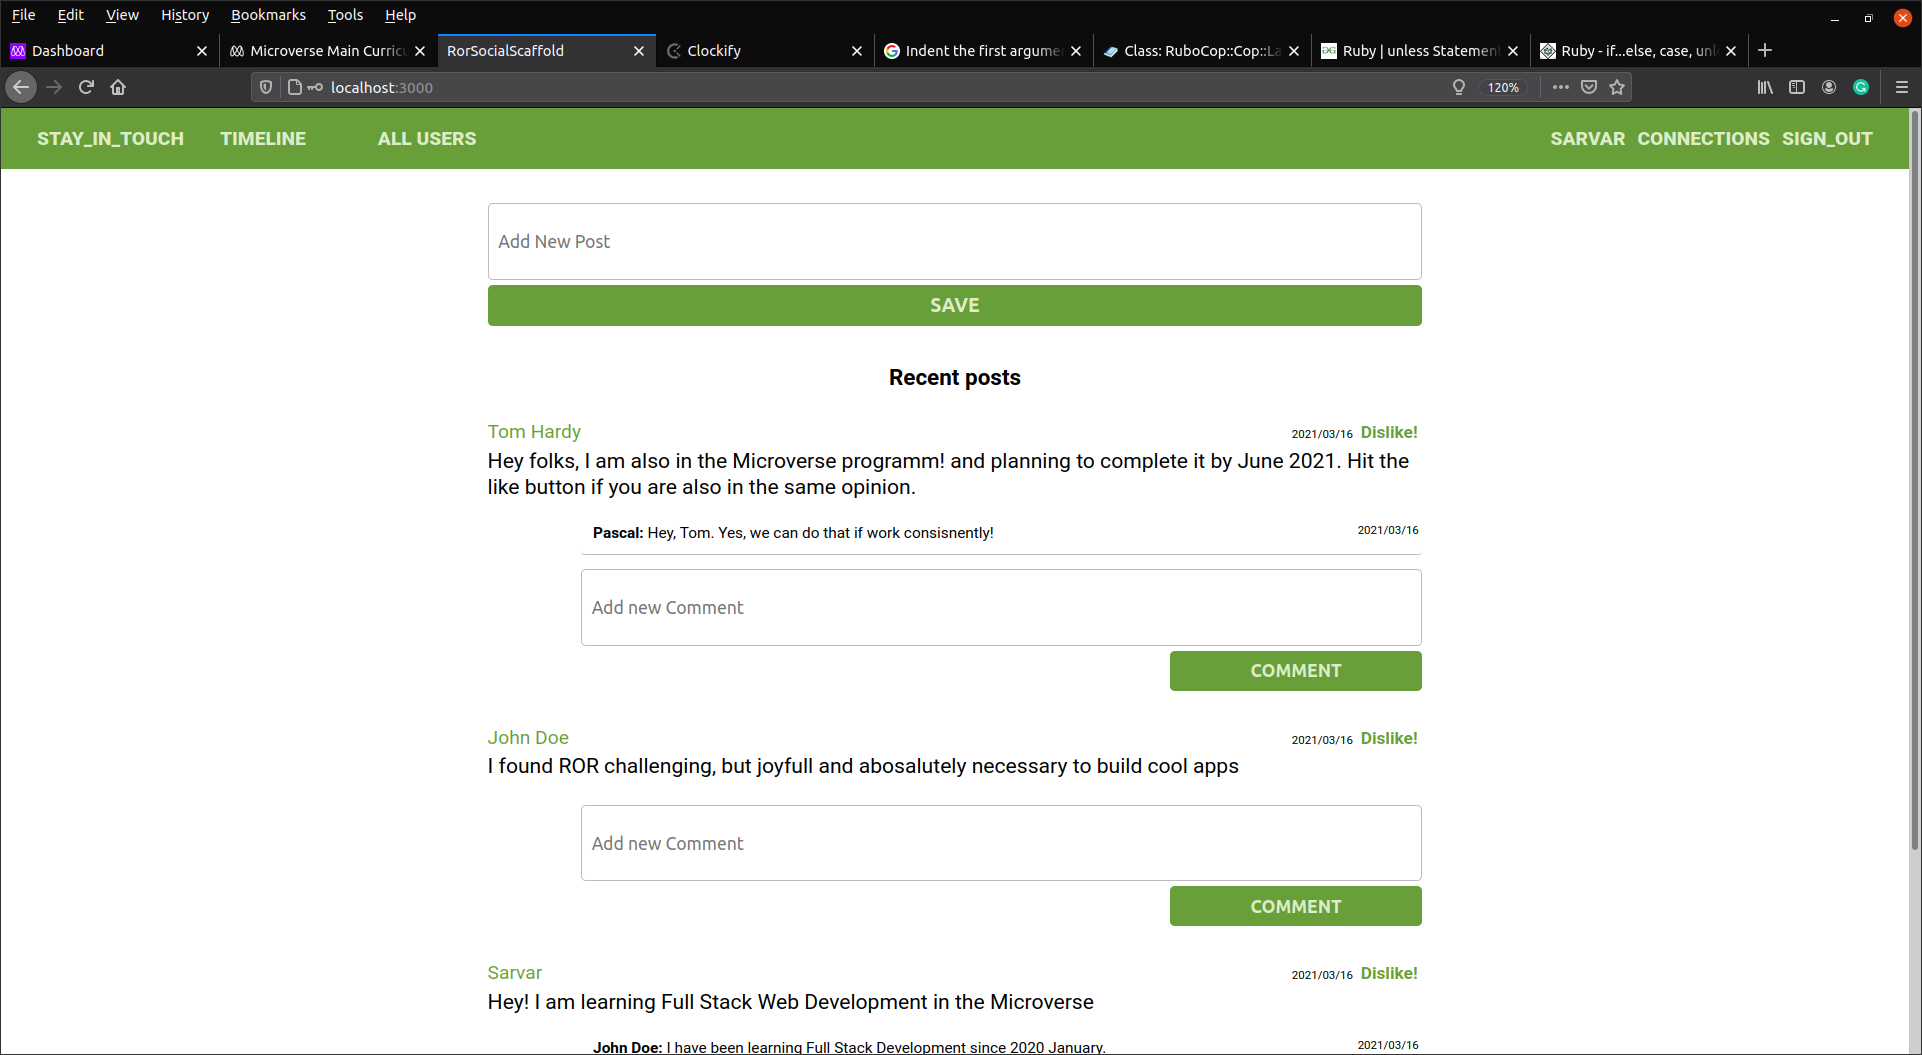 File Edit View History Bookmarks Tools Help
Dashboard
Microverse Main Curricu
RorSocialScaffold
Clockify
Indent the first argume
Class: RuboCop::Cop::La
Ruby | unless Statement
Ruby - if...else, case, unl
localhost:3000
120%
STAY_IN_TOUCH TIMELINE ALL USERS SARVAR CONNECTIONS SIGN_OUT
Add New Post
SAVE
Recent posts
Tom Hardy 2021/03/16 Dislike!
Hey folks, I am also in the Microverse programm! and planning to complete it by June 2021. Hit the
like button if you are also in the same opinion.
Pascal: Hey, Tom. Yes, we can do that if work consisnently! 2021/03/16
Add new Comment
COMMENT
John Doe 2021/03/16 Dislike!
I found ROR challenging, but joyfull and abosalutely necessary to build cool apps
Add new Comment
COMMENT
Sarvar 2021/03/16 Dislike!
Hey! I am learning Full Stack Web Development in the Microverse
John Doe: I have been learning Full Stack Development since 2020 January. 2021/03/16